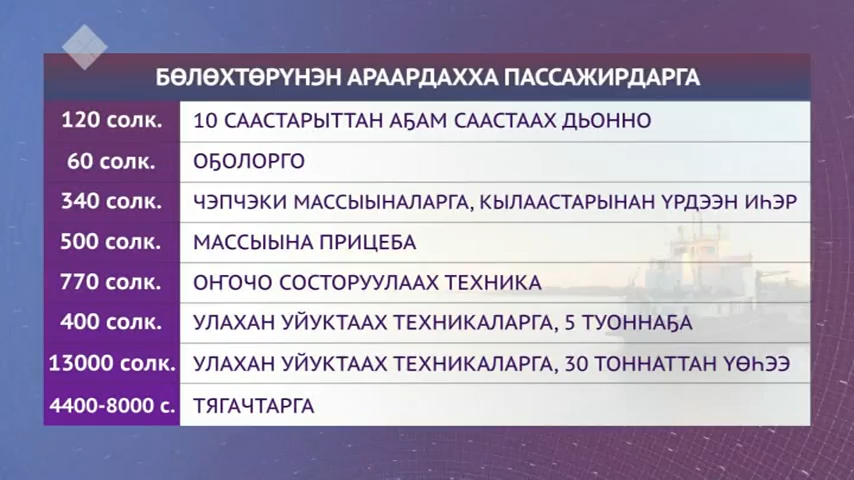 БӨЛӨХТӨРҮНЭН АРААРДАХХА ПАССАЖИРДАРГА
120 солк. 10 СААСТАРЫТТАН АҔАМ СААСТААХ ДЬОННО
60 солк. ОҔОЛОРГО
340 солк. ЧЭПЧЭКИ МАССЫЫНАЛАРГА, КЫЛААСТАРЫНАН ҮРДЭЭН ИҺЭР
500 солк. МАССЫЫНА ПРИЦЕБА
770 солк. ОҤОЧО СОСТОРУУЛААХ ТЕХНИКА
400 солк. УЛАХАН УЙУКТААХ ТЕХНИКАЛАРГА, 5 ТУОННАҔА
13000 солк. УЛАХАН УЙУКТААХ ТЕХНИКАЛАРГА, 30 ТОННАТТАН ҮӨҺЭЭ
4400-8000 с. ТЯГАЧТАРГА